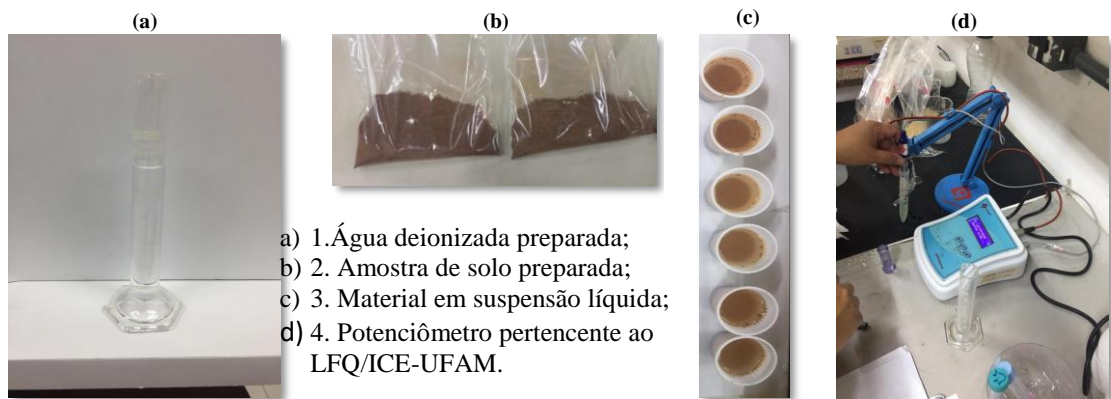 (a)
(b)
(c)
(d)
a) 1.Água deionizada preparada;
b) 2. Amostra de solo preparada;
c) 3. Material em suspensão líquida;
d) 4. Potenciômetro pertencente ao
LFQ/ICE-UFAM.